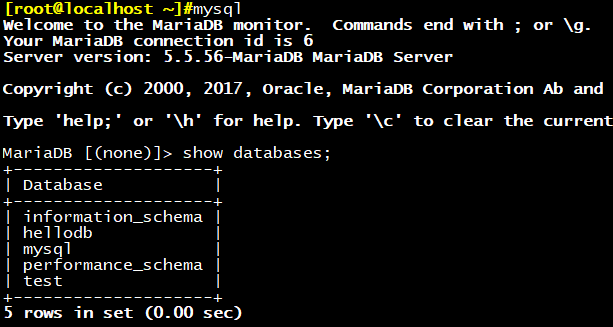 [root@localhost ~]#mysql
Welcome to the MariaDB monitor.  Commands end with ; or \g.
Your MariaDB connection id is 6
Server version: 5.5.56-MariaDB MariaDB Server
Copyright (c) 2000, 2017, Oracle, MariaDB Corporation Ab and
Type 'help;' or '\h' for help. Type '\c' to clear the current
MariaDB [(none)]> show databases;
+--------------------+
| Database           |
+--------------------+
| information_schema |
| hellodb            |
| mysql              |
| performance_schema |
| test               |
+--------------------+
5 rows in set (0.00 sec)